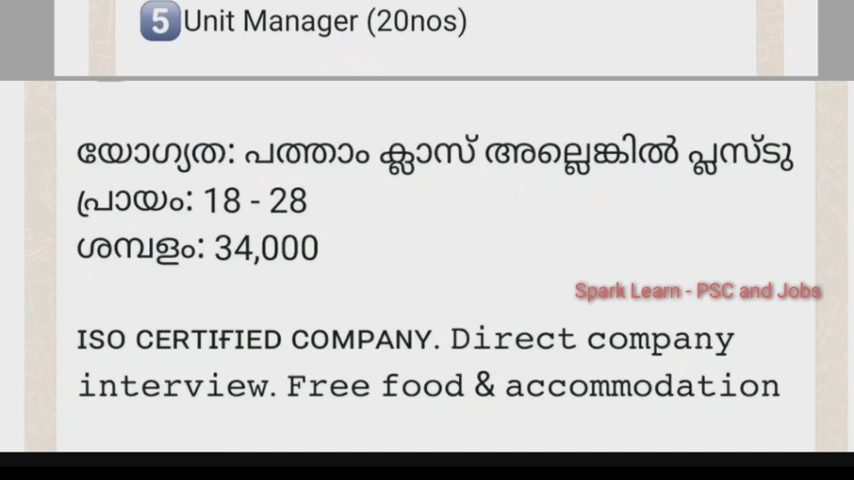 5 Unit Manager (20nos)
യോഗ്യത: പത്താം ക്ലാസ് അല്ലെങ്കിൽ പ്ലസ്ടു
പ്രായം: 18 - 28
ശമ്പളം: 34,000
Spark Learn - PSC and Jobs
ISO CERTIFIED COMPANY. Direct company
interview. Free food & accommodation